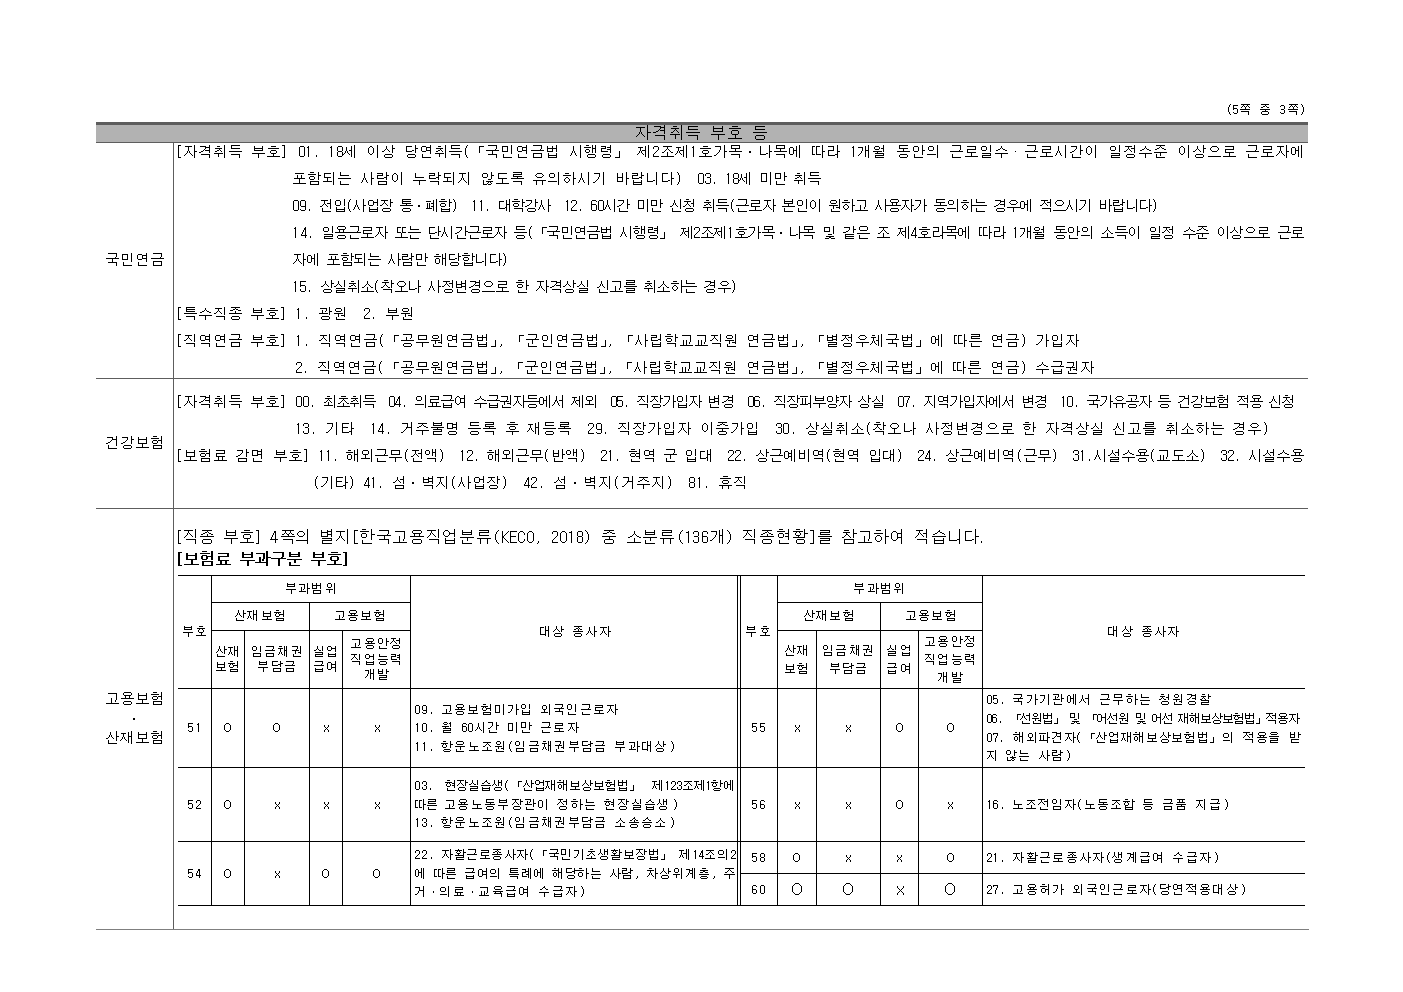 (5쪽 중 3쪽)
자격취득 부호 등
국민연금
[자격취득 부호] 01. 18세 이상 당연취득(「국민연금법 시행령」 제2조제1호가목·나목에 따라 1개월 동안의 근로일수·근로시간이 일정수준 이상으로 근로자에
포함되는 사람이 누락되지 않도록 유의하시기 바랍니다) 03. 18세 미만 취득
09. 전입(사업장 통·폐합) 11. 대학강사 12. 60시간 미만 신청 취득(근로자 본인이 원하고 사용자가 동의하는 경우에 적으시기 바랍니다)
14. 일용근로자 또는 단시간근로자 등(「국민연금법 시행령」 제2조제1호가목·나목 및 같은 조 제4호라목에 따라 1개월 동안의 소득이 일정 수준 이상으로 근로
자에 포함되는 사람만 해당합니다)
15. 상실취소(착오나 사정변경으로 한 자격상실 신고를 취소하는 경우)
[특수직종 부호] 1. 광원 2. 부원
[직역연금 부호] 1. 직역연금(「공무원연금법」, 「군인연금법」, 「사립학교교직원 연금법」, 「별정우체국법」에 따른 연금) 가입자
2. 직역연금(「공무원연금법」, 「군인연금법」, 「사립학교교직원 연금법」, 「별정우체국법」에 따른 연금) 수급권자
건강보험
[자격취득 부호] 00. 최초취득 04. 의료급여 수급권자등에서 제외 05. 직장가입자 변경 06. 직장피부양자 상실 07. 지역가입자에서 변경 10. 국가유공자 등 건강보험 적용 신청
13. 기타 14. 거주불명 등록 후 재등록 29. 직장가입자 이중가입 30. 상실취소(착오나 사정변경으로 한 자격상실 신고를 취소하는 경우)
[보험료 감면 부호] 11. 해외근무(전액) 12. 해외근무(반액) 21. 현역 군 입대 22. 상근예비역(현역 입대) 24. 상근예비역(근무) 31.시설수용(교도소) 32. 시설수용
(기타) 41. 섬·벽지(사업장) 42. 섬·벽지(거주지) 81. 휴직
고용보험
·
산재보험
[직종 부호] 4쪽의 별지[한국고용직업분류(KECO, 2018) 중 소분류(136개) 직종현황]를 참고하여 적습니다.
[보험료 부과구분 부호]
부호 부과범위 대상 종사자 부호 부과범위 대상 종사자
산재보험 고용보험 산재보험 고용보험
산재 임금채권 실업 고용안정 산재 임금채권 실업 고용안정
보험 부담금 급여 직업능력 보험 부담금 급여 직업능력
개발 개발
51 O O x x
09. 고용보험미가입 외국인근로자
10. 월 60시간 미만 근로자
11. 항운노조원(임금채권부담금 부과대상)
55 x x O O
05. 국가기관에서 근무하는 청원경찰
06. 「선원법」 및 「어선원 및 어선 재해보상보험법」적용자
07. 해외파견자(「산업재해보상보험법」의 적용을 받
지 않는 사람)
52 O x x x
03. 현장실습생(「산업재해보상보험법」 제123조제1항에
따른 고용노동부장관이 정하는 현장실습생)
13. 항운노조원(임금채권부담금 소송승소)
56 x x O x
16. 노조전임자(노동조합 등 금품 지급)
54 O x O O
22. 자활근로종사자(「국민기초생활보장법」 제14조의2
에 따른 급여의 특례에 해당하는 사람, 차상위계층, 주
거·의료·교육급여 수급자)
58 O x x O 21. 자활근로종사자(생계급여 수급자)
60 O O x O 27. 고용허가 외국인근로자(당연적용대상)